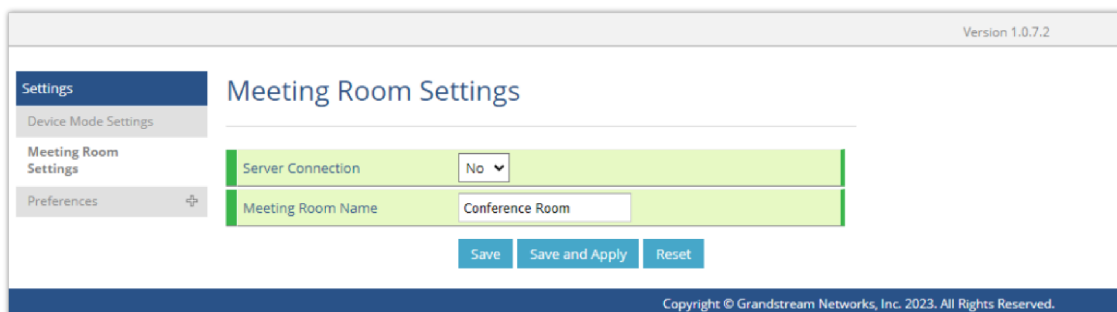 Version 1.0.7.2
Settings
Device Mode Settings
Meeting Room
Settings
Preferences
Meeting Room Settings
Server Connection No
Meeting Room Name Conference Room
Save Save and Apply Reset
Copyright © Grandstream Networks, Inc. 2023. All Rights Reserved.